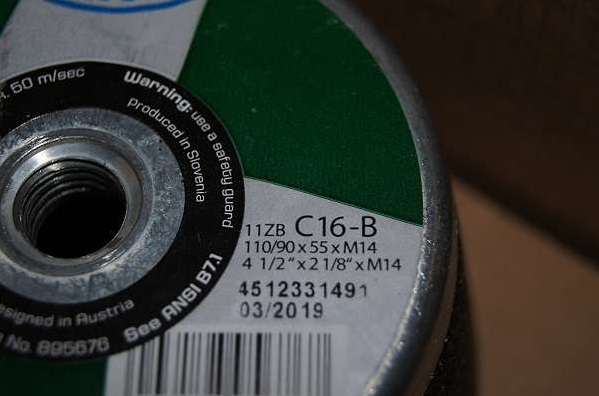 . 50 m/sec
Warning: use a safety guard
produced in Slovenia
11ZB C16-B
110/90 x 55 x M14
4 1/2" x 2 1/8" x M14
4512331491
03/2019
See ANSI B7.1
esigned in Austria
No. 895676